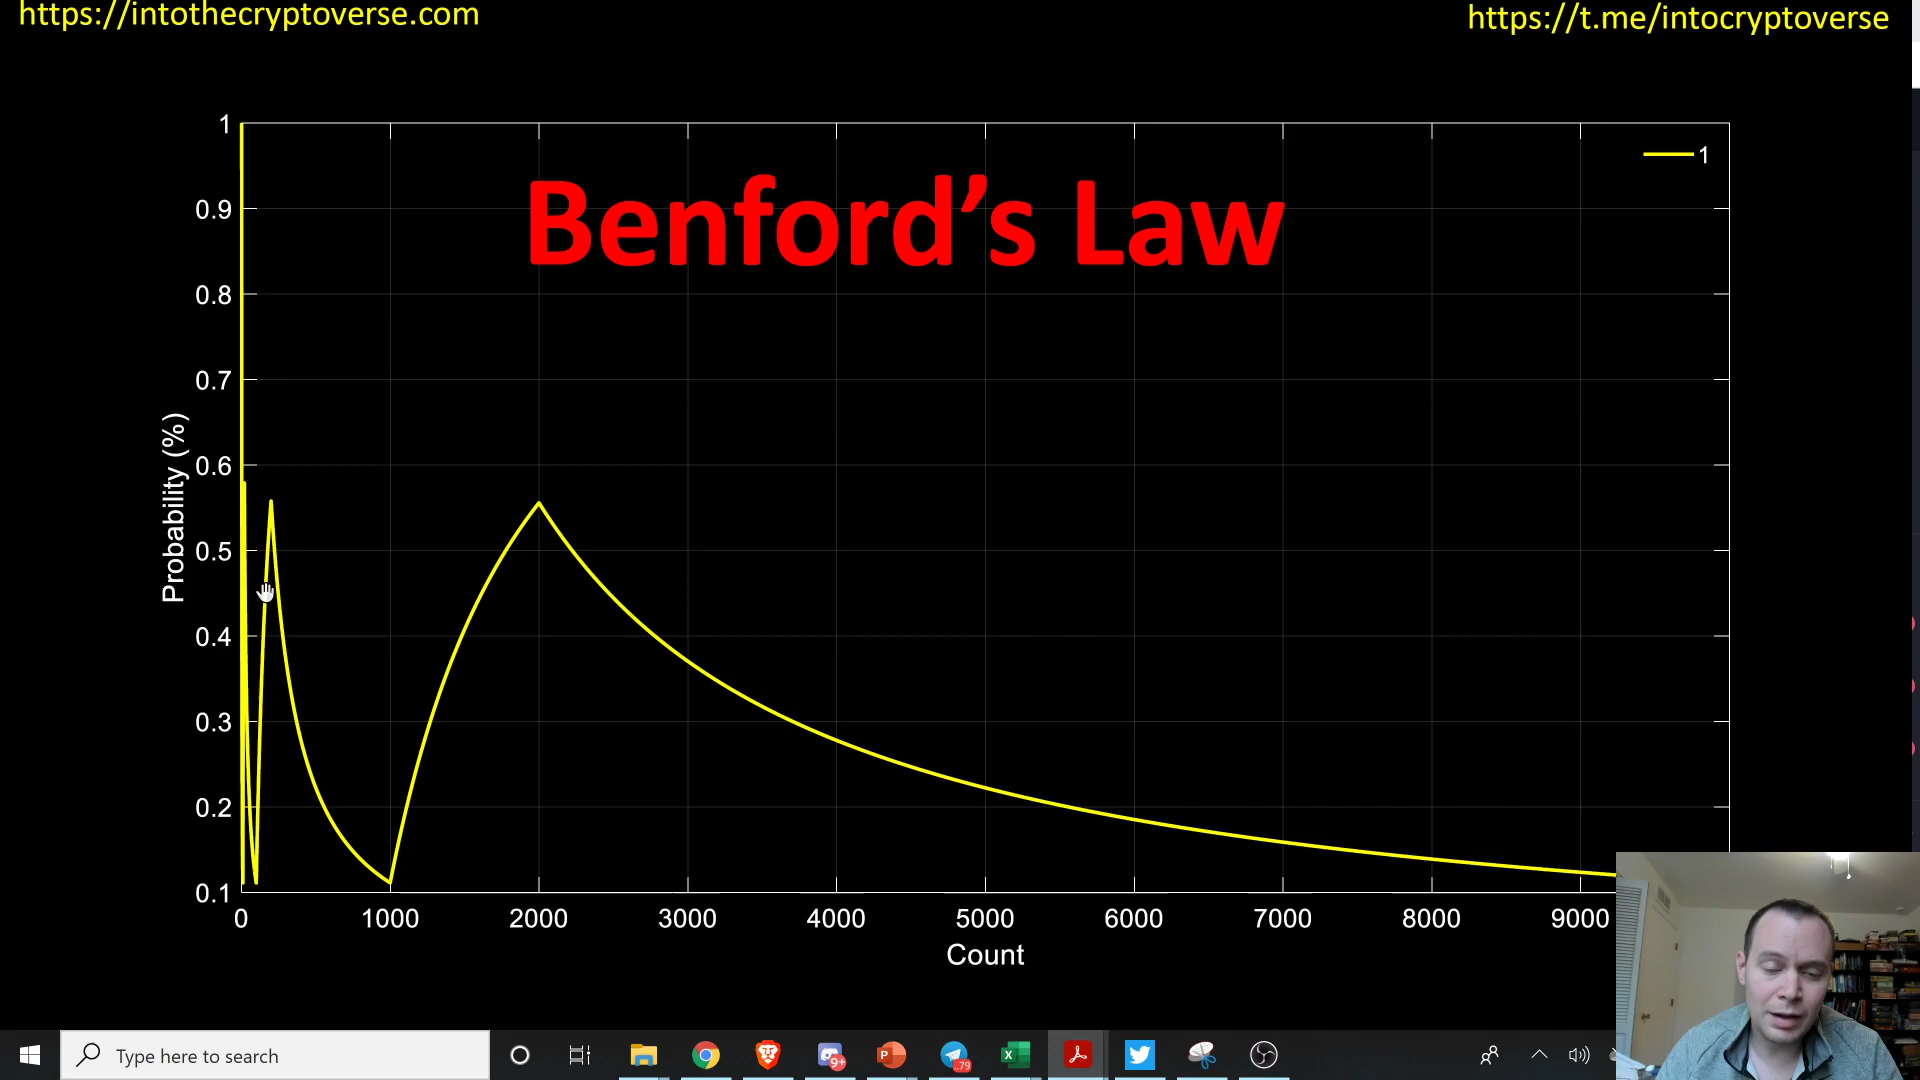 https://intothecryptoverse.com
https://t.me/intocryptoverse
Benford’s Law
1
Probability (%)
1
0.9
0.8
0.7
0.6
0.5
0.4
0.3
0.2
0.1
0 1000 2000 3000 4000 5000 6000 7000 8000 9000
Count
Type here to search
9+
P
..79
X